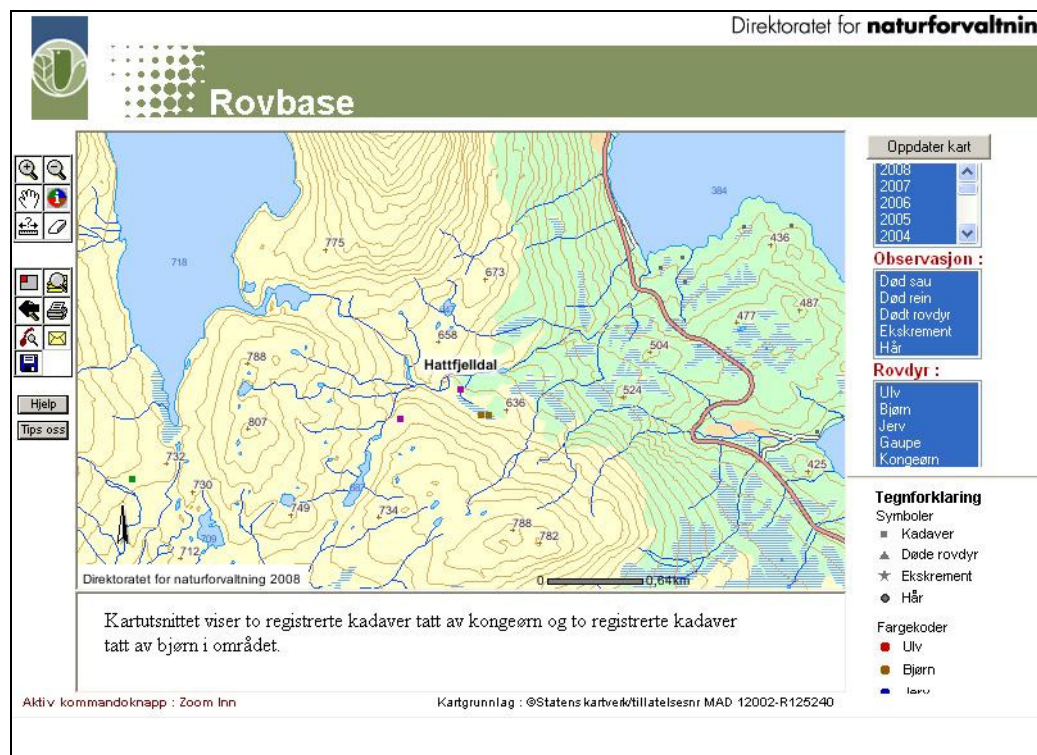 Direktoratet for naturforvaltnin
Rovbase
Oppdater kart
2008
2007
2006
2005
2004
Observasjon :
Død sau
Død rein
Dødt rovdyr
Ekskrement
Hår
Rovdyr :
Ulv
Bjørn
Jerv
Gaupe
Kongeørn
Hjelp
Tips oss
384
718
775
436
673
487
477
658
504
788
Hattfjelldal
524
636
807
732
425
730
749
734
788
782
709
712
Direktoratet for naturforvaltning 2008
0
0,64km
Tegnforklaring
Symboler
Kadaver
Døde rovdyr
Ekskrement
Hår
Fargekoder
Ulv
Bjørn
Jerv
Kartutsnittet viser to registrerte kadaver tatt av kongeørn og to registrerte kadaver
tatt av bjørn i området.
Aktiv kommandoknapp : Zoom Inn
Kartgrunnlag : ©Statens kartverk/tillatelsesnr MAD 12002-R125240